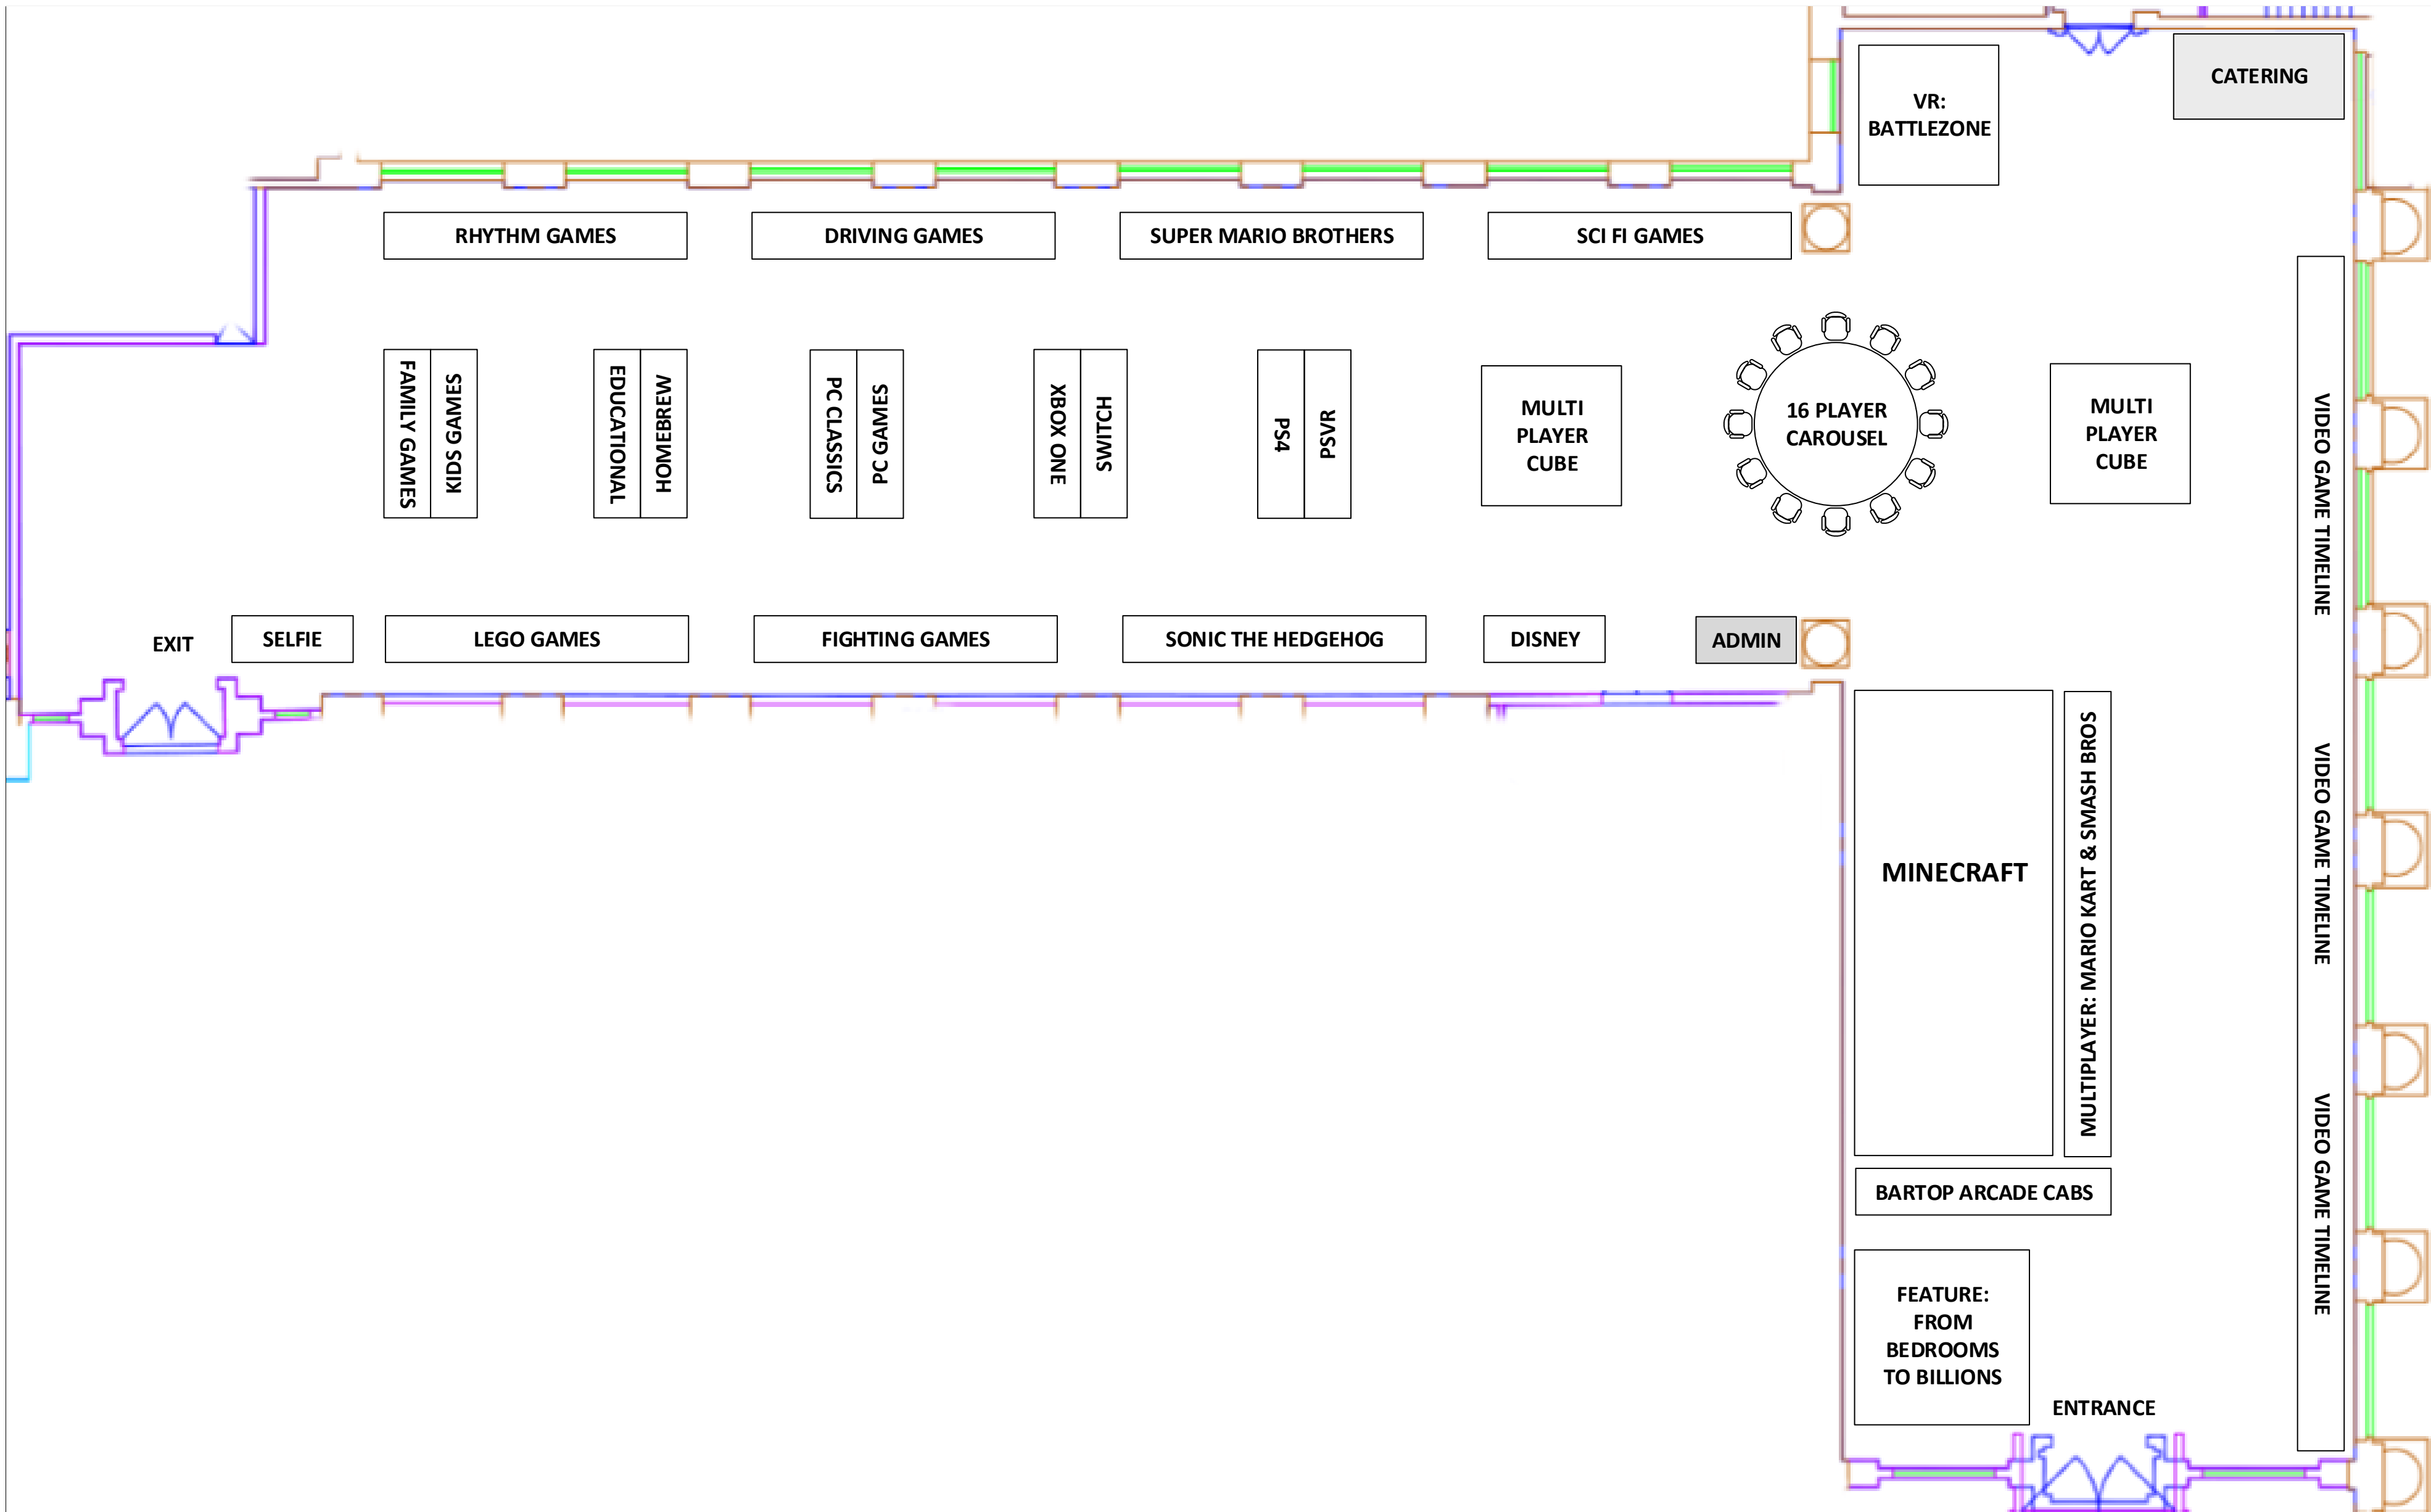 CATERING
VR:
BATTLEZONE
RHYTHM GAMES
DRIVING GAMES
SUPER MARIO BROTHERS
SCI FI GAMES
FAMILY GAMES
KIDS GAMES
EDUCATIONAL
HOMEBREW
PC CLASSICS
PC GAMES
XBOX ONE
SWITCH
PS4
PSVR
MULTI
PLAYER
CUBE
16 PLAYER
CAROUSEL
MULTI
PLAYER
CUBE
VIDEO GAME TIMELINE
EXIT
SELFIE
LEGO GAMES
FIGHTING GAMES
SONIC THE HEDGEHOG
DISNEY
ADMIN
MINECRAFT
MULTIPLAYER: MARIO KART & SMASH BROS
VIDEO GAME TIMELINE
BARTOP ARCADE CABS
VIDEO GAME TIMELINE
FEATURE:
FROM
BEDROOMS
TO BILLIONS
ENTRANCE